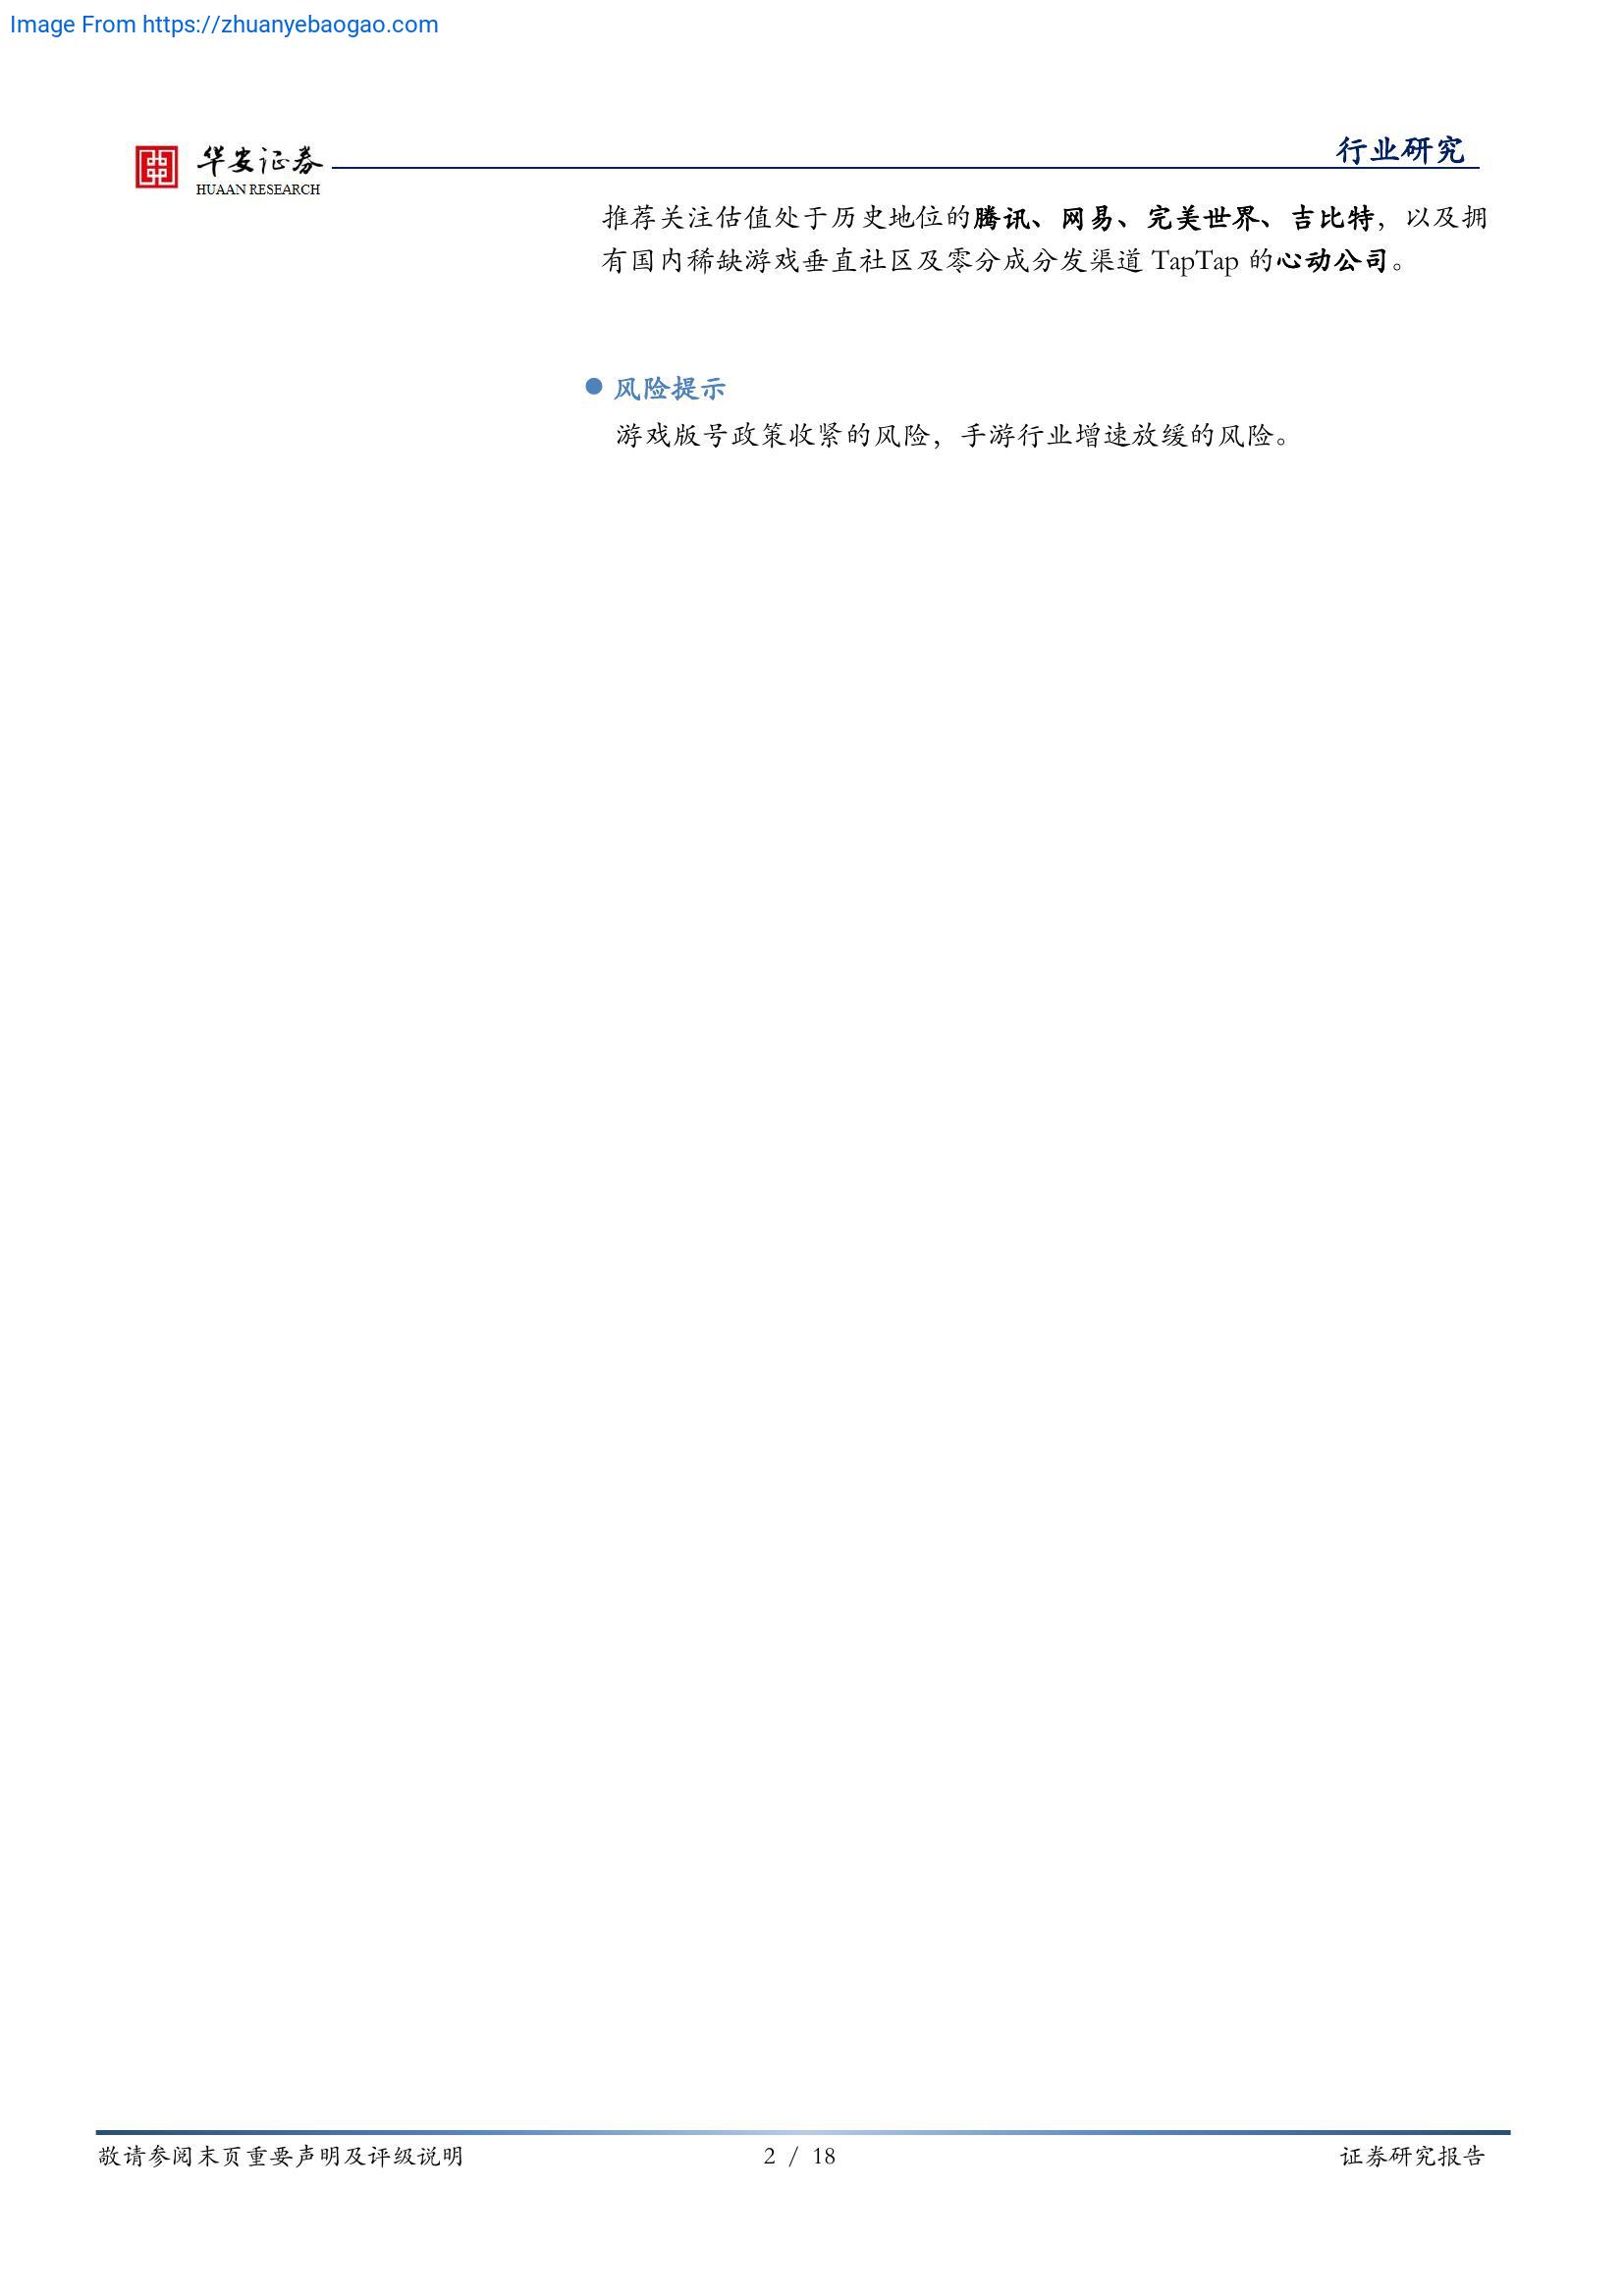 Image From https://zhuanyebaogao.com
华安证券
HUAAN RESEARCH
行业研究
推荐关注估值处于历史地位的腾讯、网易、完美世界、吉比特，以及拥
有国内稀缺游戏垂直社区及零分成分发渠道 TapTap 的心动公司。
风险提示
游戏版号政策收紧的风险，手游行业增速放缓的风险。
敬请参阅末页重要声明及评级说明
2 / 18
证券研究报告